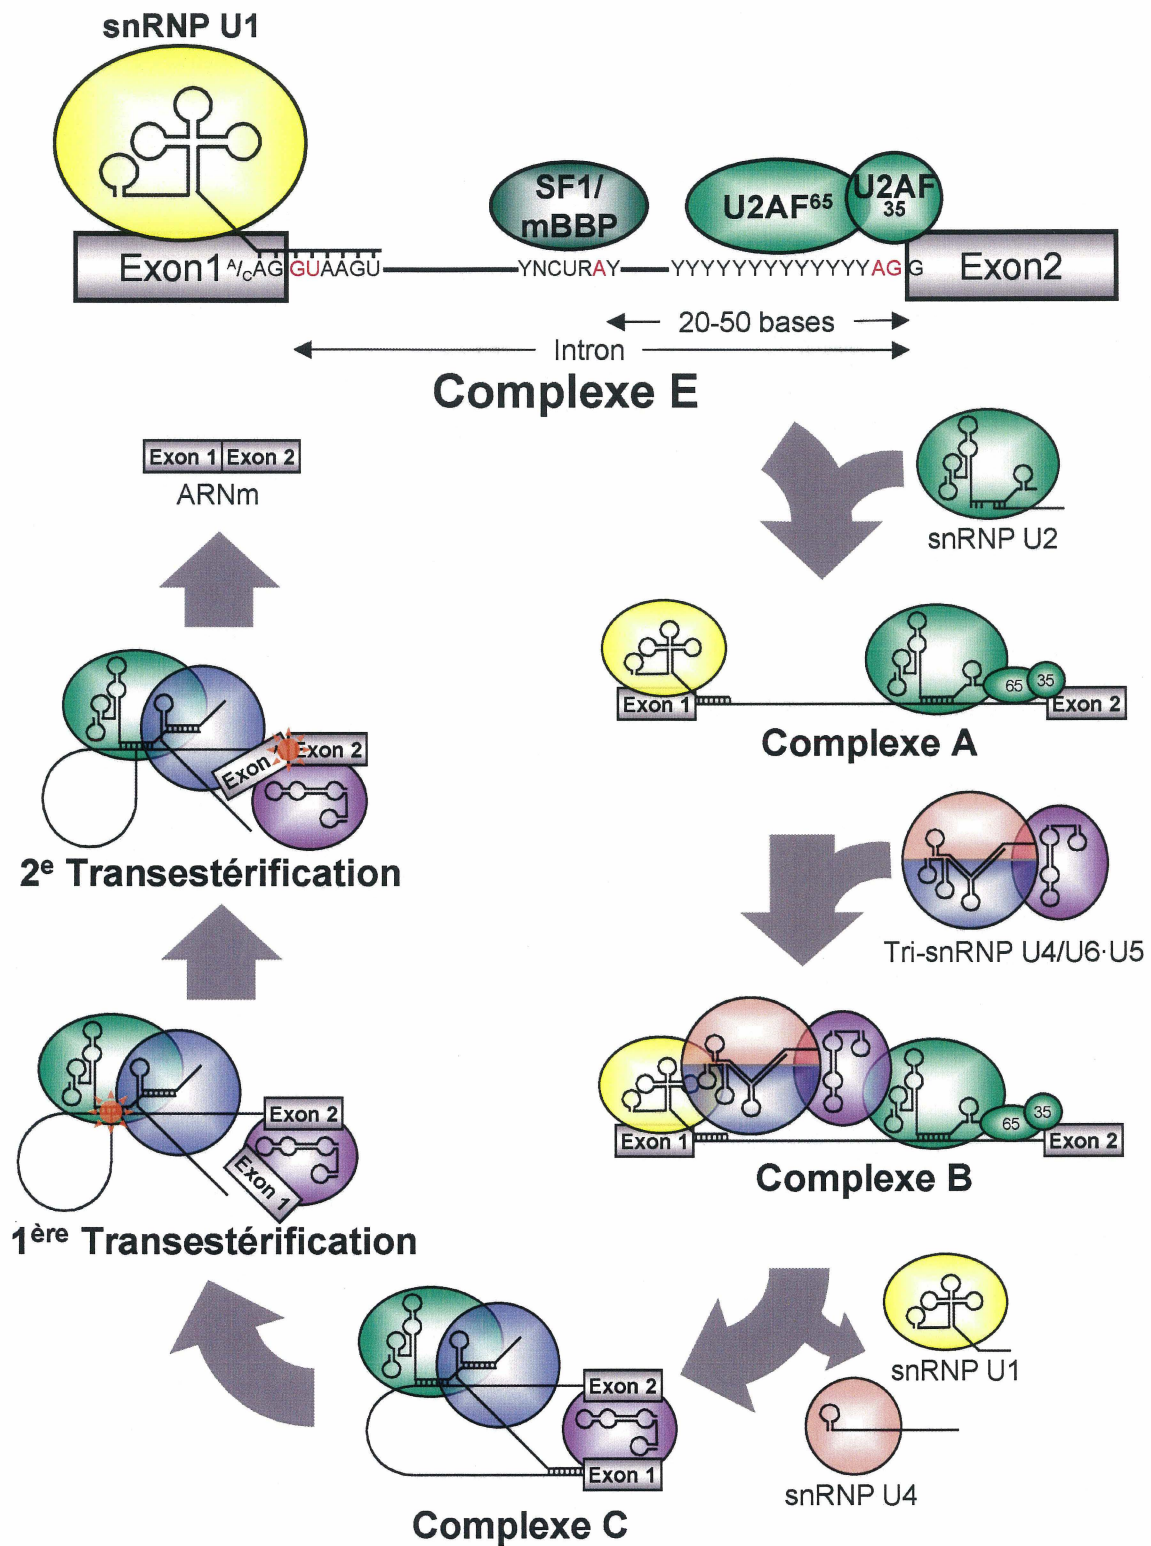 snRNP U1
SF1/
mBBP
U2AF65
U2AF
35
Exon1 A/CAG GUAAGU YNCURAY YYYYYYYYYYYYYAG G Exon2
20-50 bases
Intron
Complexe E
Exon 1 Exon 2
ARNm
snRNP U2
65 35
Exon 1 Exon 2
Complexe A
Exon Exon 2
2e Transestérification
Tri-snRNP U4/U6·U5
65 35
Exon 1 Exon 2
Complexe B
Exon 2
Exon 1
1ère Transestérification
snRNP U1
snRNP U4
Exon 2
Exon 1
Complexe C